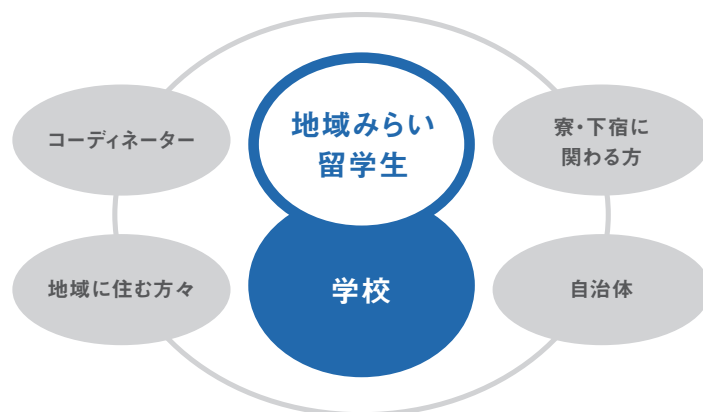 地域みらい
留学生
コーディネーター
寮・下宿に
関わる方
地域に住む方々
学校
自治体